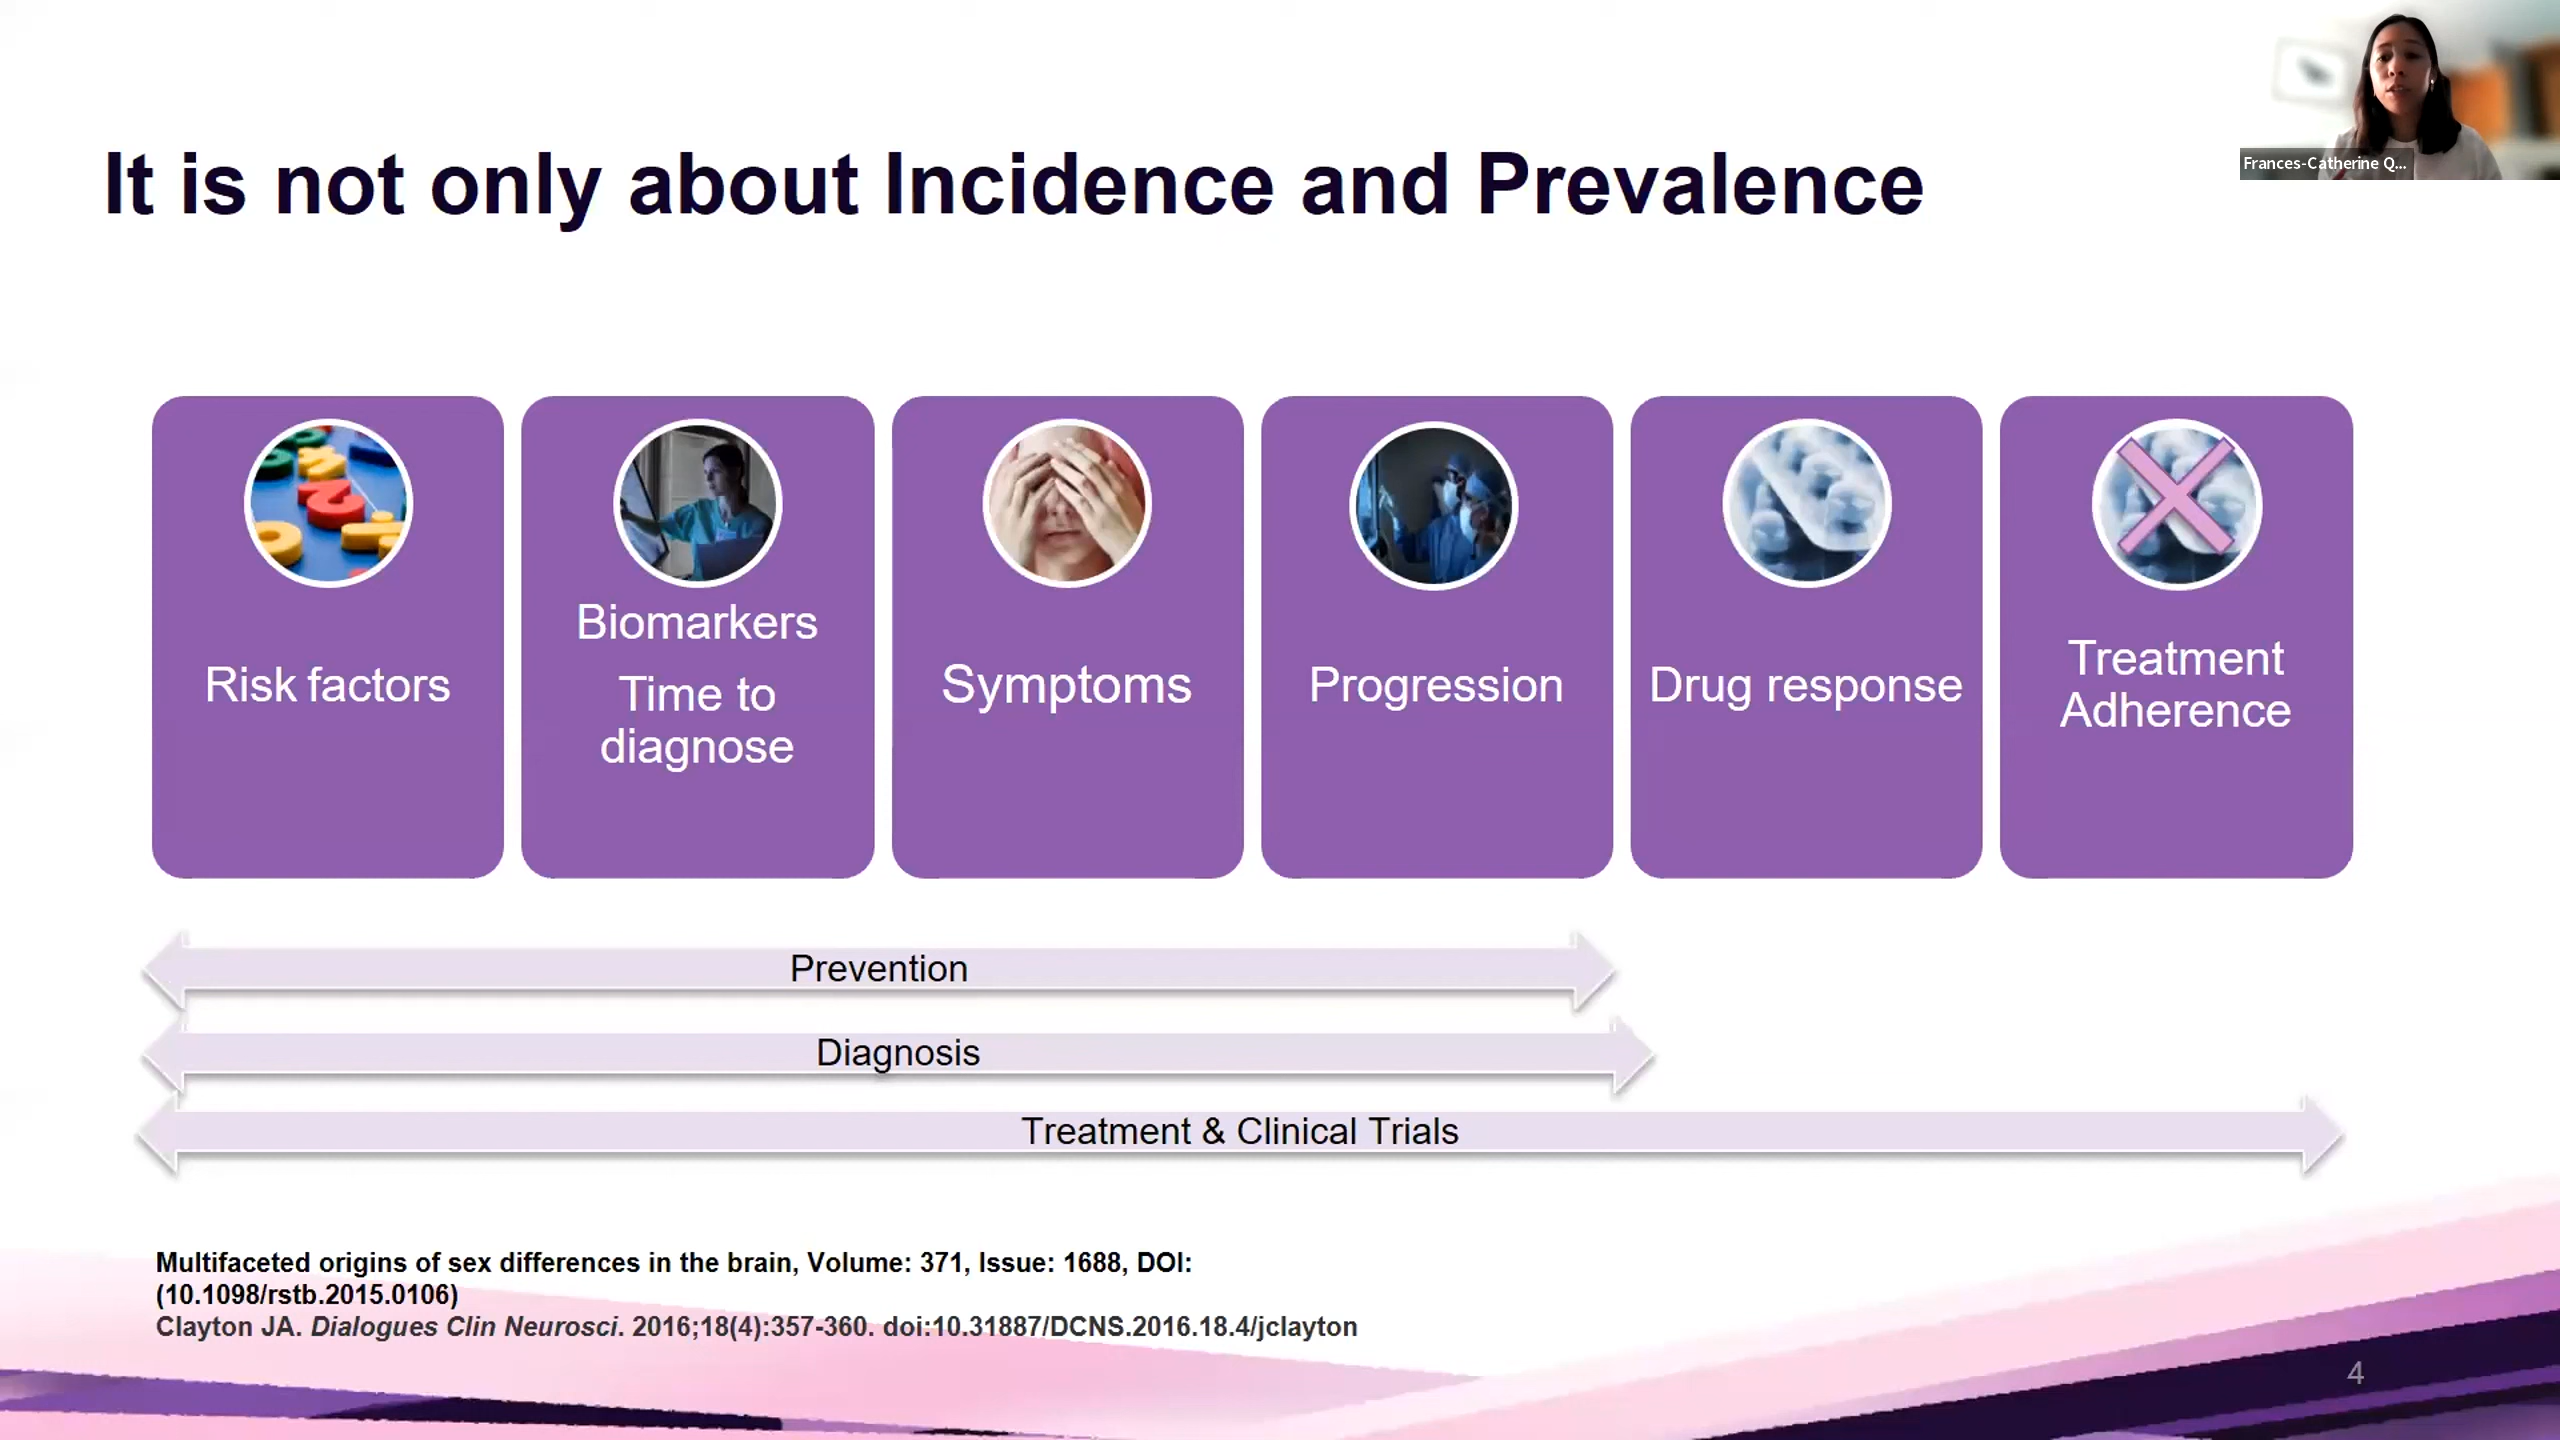 Frances-Catherine Q...
It is not only about Incidence and Prevalence
Risk factors
Biomarkers
Time to
diagnose
Symptoms
Progression
Drug response
Treatment
Adherence
Prevention
Diagnosis
Treatment & Clinical Trials
Multifaceted origins of sex differences in the brain, Volume: 371, Issue: 1688, DOI:
(10.1098/rstb.2015.0106)
Clayton JA. Dialogues Clin Neurosci. 2016;18(4):357-360. doi:10.31887/DCNS.2016.18.4/jclayton
4